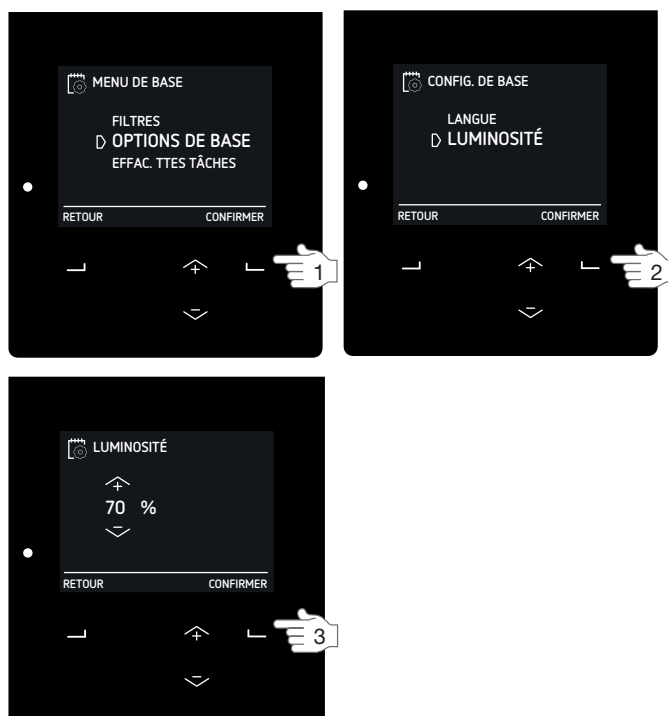 MENU DE BASE
FILTRES
OPTIONS DE BASE
EFFAC. TTES TÂCHES
RETOUR CONFIRMER
1
CONFIG. DE BASE
LANGUE
LUMINOSITÉ
RETOUR CONFIRMER
2
LUMINOSITÉ
70 %
RETOUR CONFIRMER
3